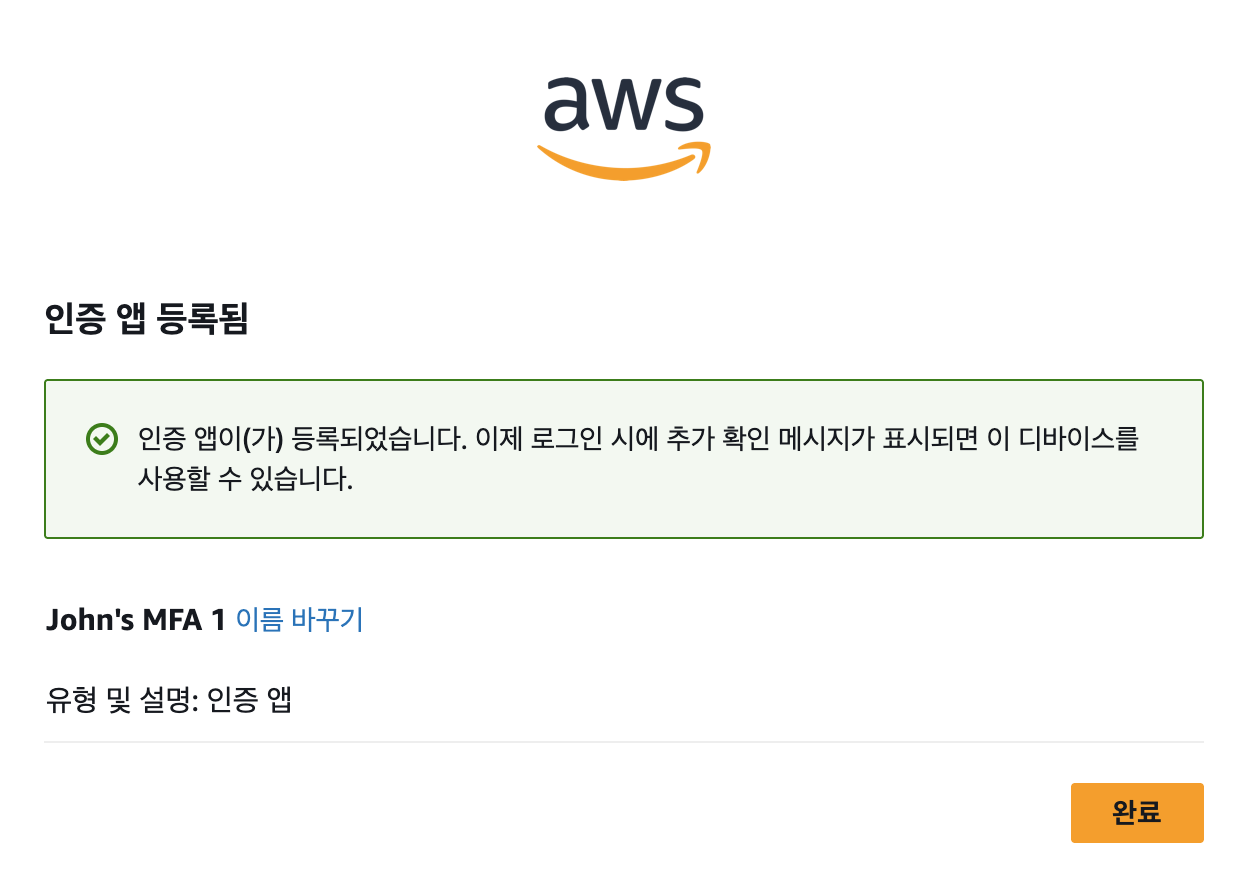 aws
인증 앱 등록됨
인증 앱이(가) 등록되었습니다. 이제 로그인 시에 추가 확인 메시지가 표시되면 이 디바이스를
사용할 수 있습니다.
John's MFA 1 이름 바꾸기
유형 및 설명: 인증 앱
완료